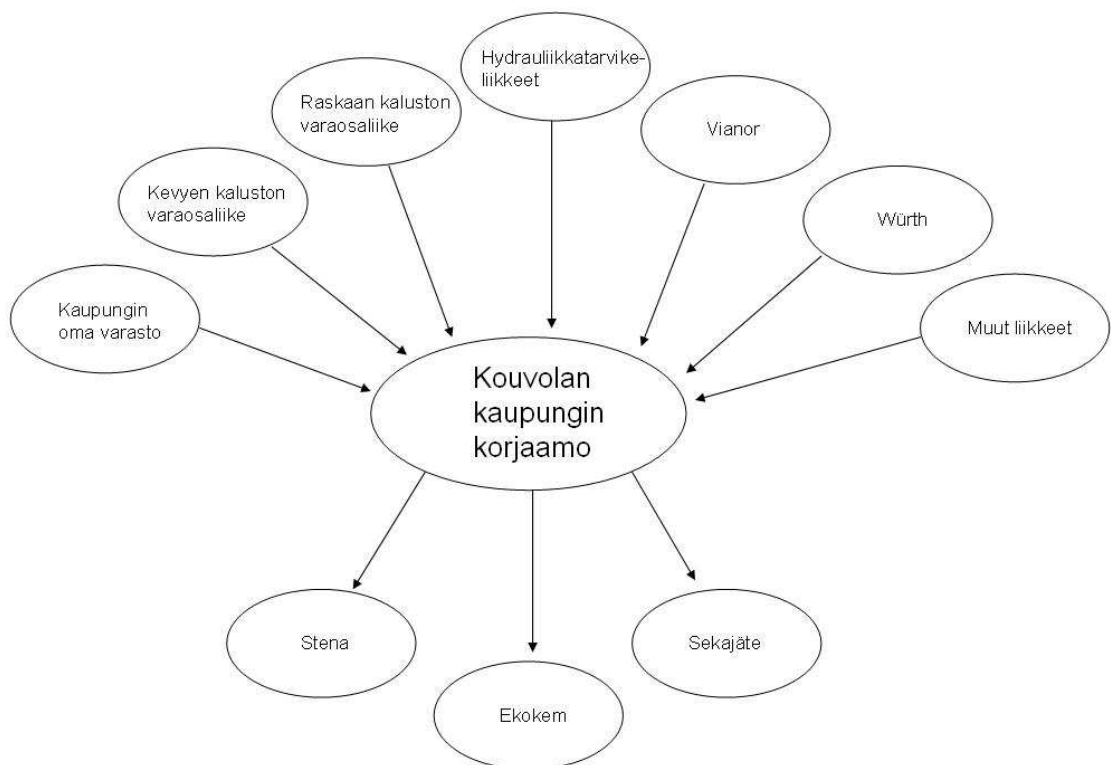 Hydrauliikkatarvike-
liikkeet
Raskaan kaluston
varaosaliike
Vianor
Kevyen kaluston
varaosaliike
Würth
Kaupungin
oma varasto
Muut liikkeet
Kouvolan
kaupungin
korjaamo
Stena
Sekajäte
Ekokem